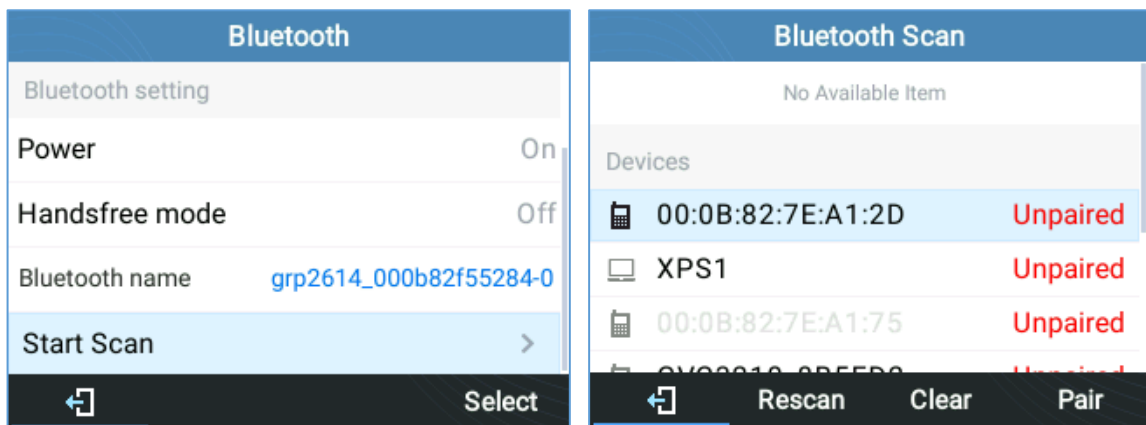 Bluetooth
Bluetooth setting
Power On
Handsfree mode Off
Bluetooth name grp2614_000b82f55284-0
Start Scan >
Select
Bluetooth Scan
No Available Item
Devices
00:0B:82:7E:A1:2D Unpaired
XPS1 Unpaired
00:0B:82:7E:A1:75 Unpaired
Unpaired
Rescan Clear Pair